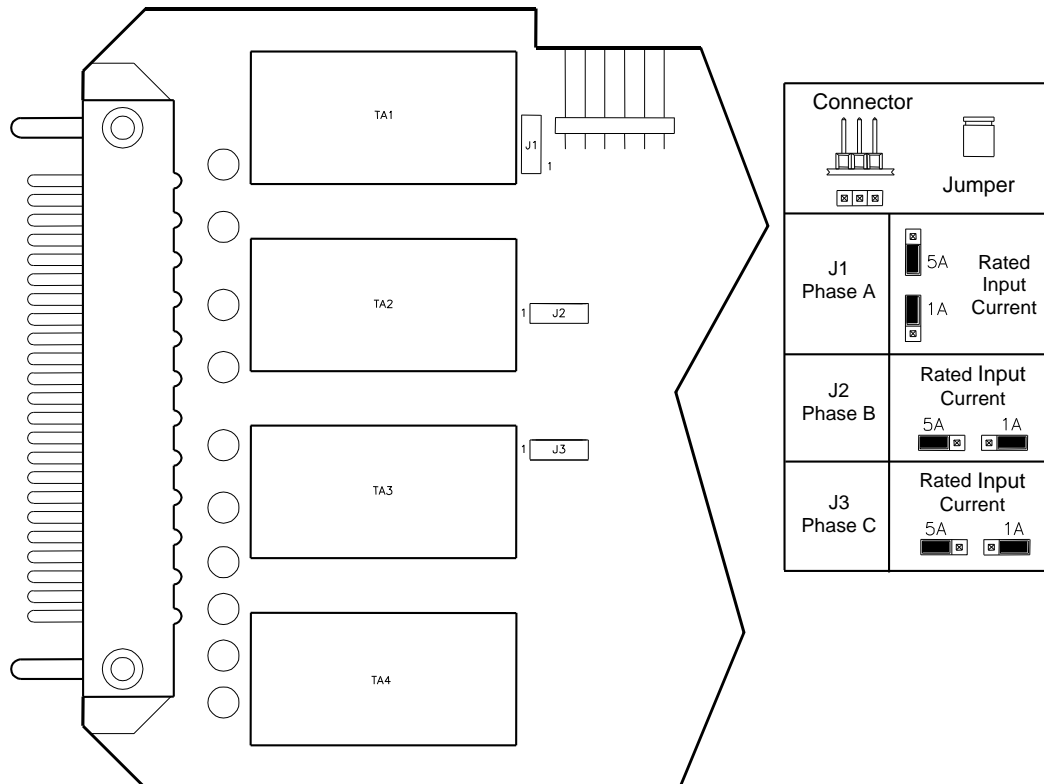 TA1
J1
1
TA2
1 J2
1 J3
TA3
TA4
Connector
Jumper
J1
Phase A
5A
1A
Rated
Input
Current
J2
Phase B
Rated Input
Current
5A 1A
J3
Phase C
Rated Input
Current
5A 1A